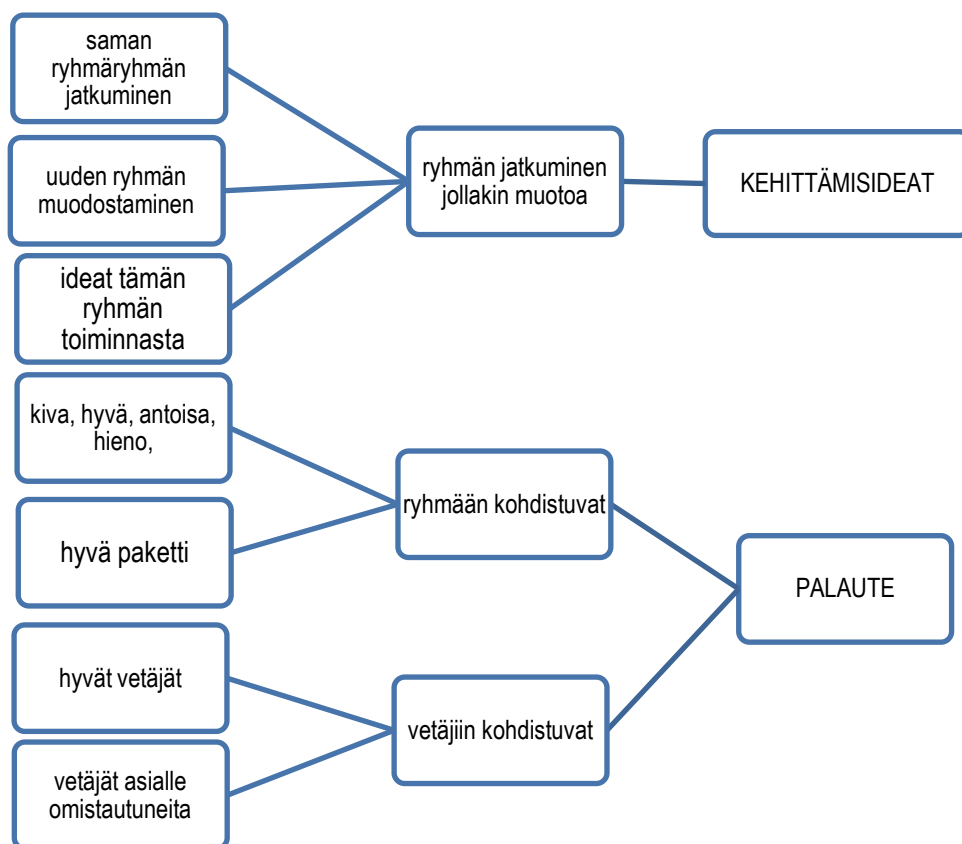 saman
ryhmäryhmän
jatkuminen
uuden ryhmän
muodostaminen
ideat tämän
ryhmän
toiminnasta
ryhmän jatkuminen
jollakin muotoa
KEHITTÄMISIDEAT
kiva, hyvä, antoisa,
hieno,
hyvä paketti
ryhmään kohdistuvat
hyvät vetäjät
vetäjät asialle
omistautuneita
vetäjiin kohdistuvat
PALAUTE